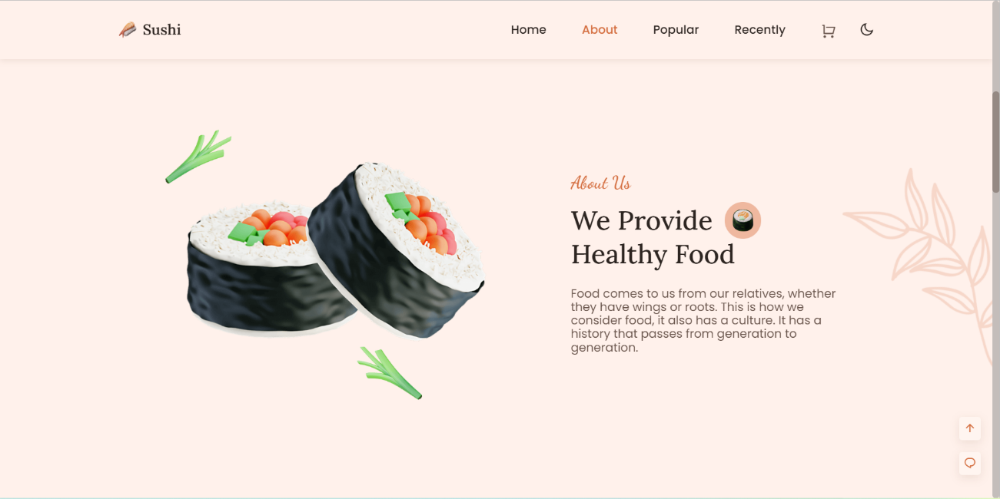 Sushi
Home
About
Popular
Recently
About Us
We Provide
Healthy Food
Food comes to us from our relatives, whether
they have wings or roots. This is how we
consider food, it also has a culture. It has a
history that passes from generation to
generation.